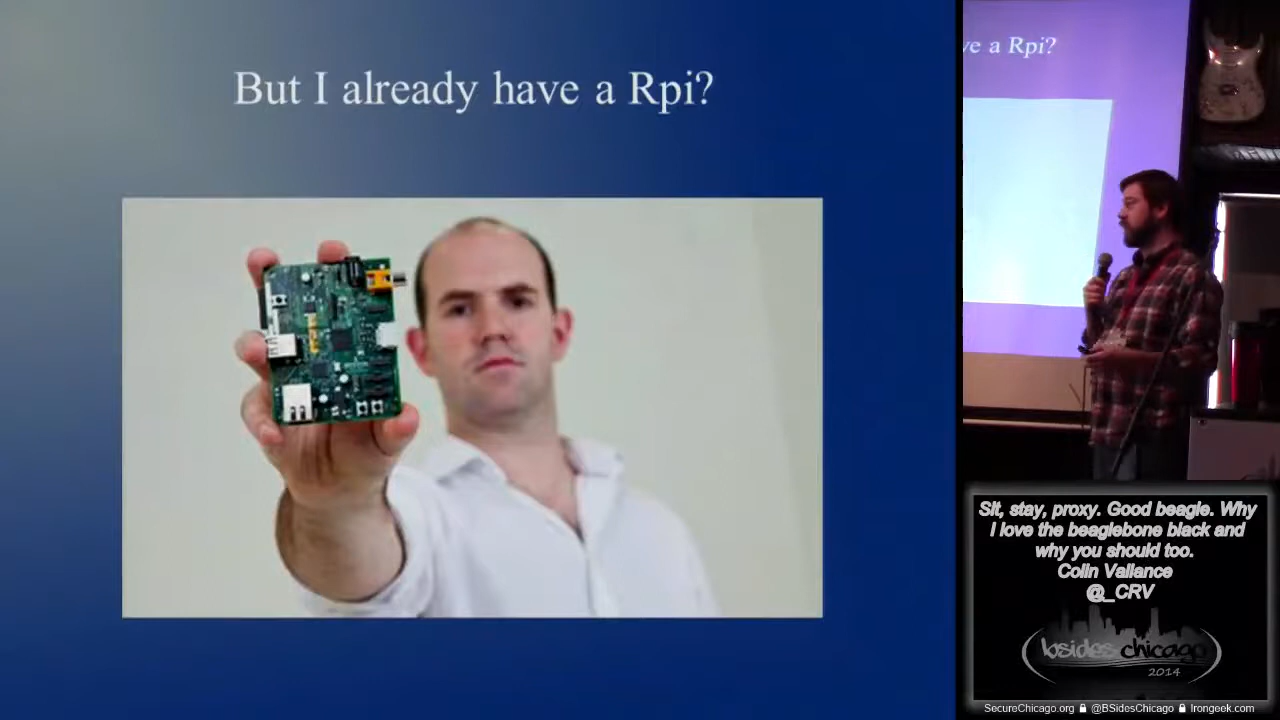 But I already have a Rpi?
ve a Rpi?
Sit, stay, proxy. Good beagle. Why
I love the beaglebone black and
why you should too.
Colin Vallance
@_CRV
bsides chicago
2014
SecureChicago.org @BSidesChicago Irongeek.com